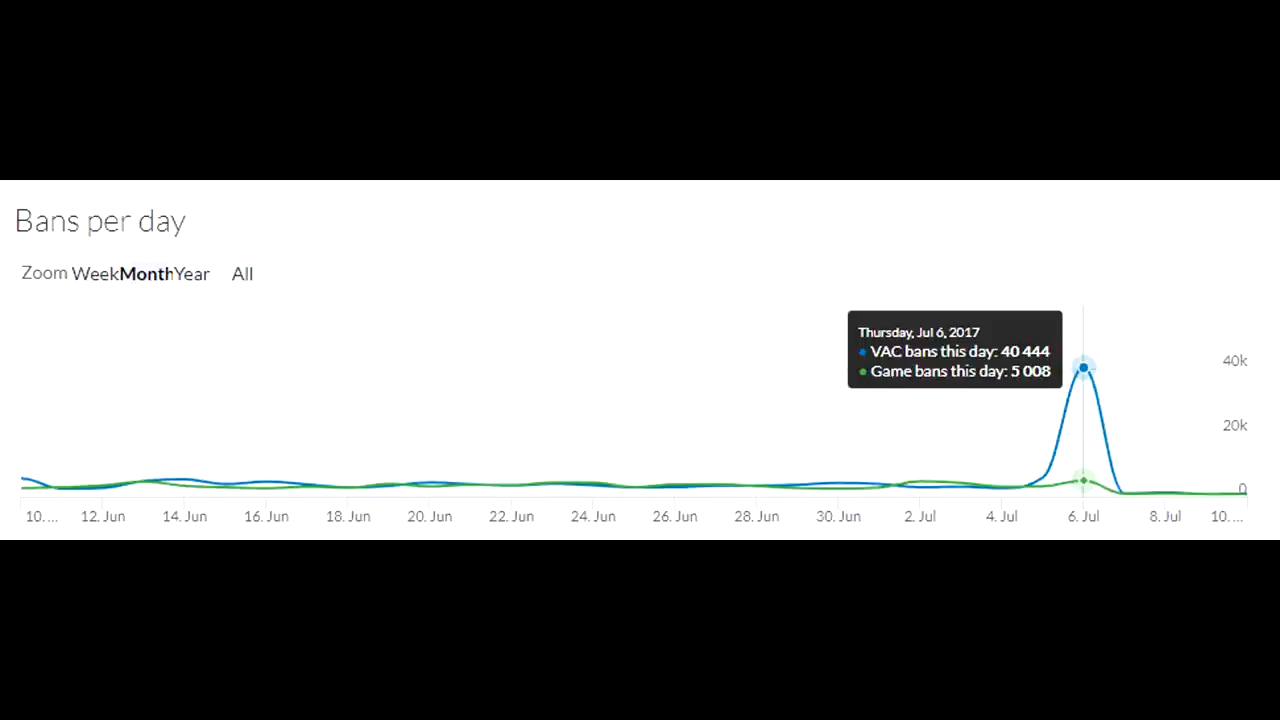 Bans per day
Zoom Week Month Year All
Thursday, Jul 6, 2017
VAC bans this day: 40 444
Game bans this day: 5 008
40k
20k
0
10. ... 12. Jun 14. Jun 16. Jun 18. Jun 20. Jun 22. Jun 24. Jun 26. Jun 28. Jun 30. Jun 2. Jul 4. Jul 6. Jul 8. Jul 10. ...